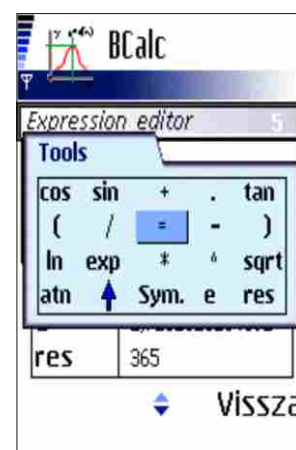 BCalc
Expression editor 5
Tools
cos sin + . tan
( / = - )
ln exp * ^ sqrt
atn Sym. e res
res 365
Vissza